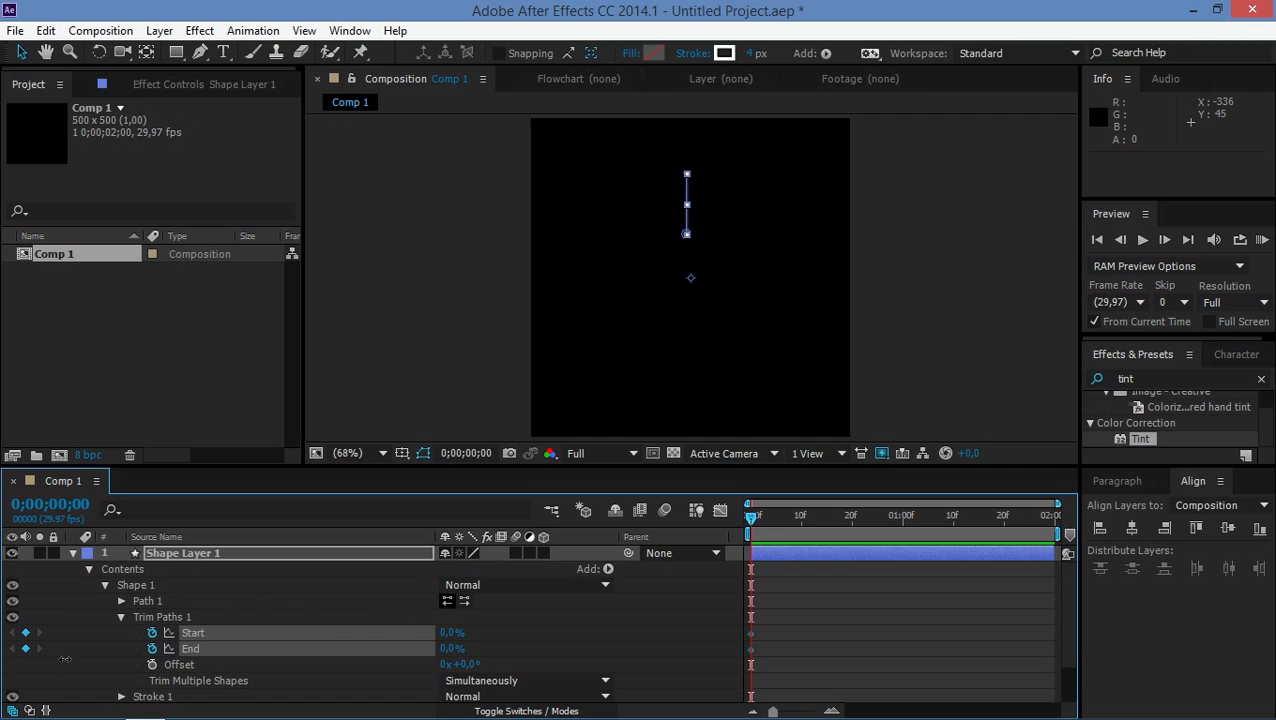 Ae
Adobe After Effects CC 2014.1 - Untitled Project.aep *
File Edit Composition Layer Effect Animation View Window Help
Snapping Fill: Stroke: 4 px Add: Workspace: Standard Search Help
Project Effect Controls Shape Layer 1 Composition Comp 1 Flowchart (none) Layer (none) Footage (none) Info Audio
Comp 1
500 x 500 (1,00)
1 0;00;02;00, 29,97 fps
Comp 1
R: X: -336
G: Y: 45
B:
A: 0
Name Type Size Frar
Comp 1 Composition
Preview
RAM Preview Options
Frame Rate Skip Resolution
(29,97) 0 Full
From Current Time Full Screen
Effects & Presets Character
tint
Image - Creative
Coloriz...red hand tint
Color Correction
Tint
8 bpc
(68%) 0;00;00;00 Full Active Camera 1 View +0,0
Comp 1
0;00;00;00
00000 (29.97 fps)
10f 20f 01:00f 10f 20f 02:00
# Source Name Parent
1 Shape Layer 1 None
Contents Add:
Shape 1 Normal
Path 1
Trim Paths 1
Start 0,0%
End 0,0%
Offset 0x+0,0°
Trim Multiple Shapes Simultaneously
Stroke 1 Normal
Toggle Switches / Modes
Paragraph Align
Align Layers to: Composition
Distribute Layers: